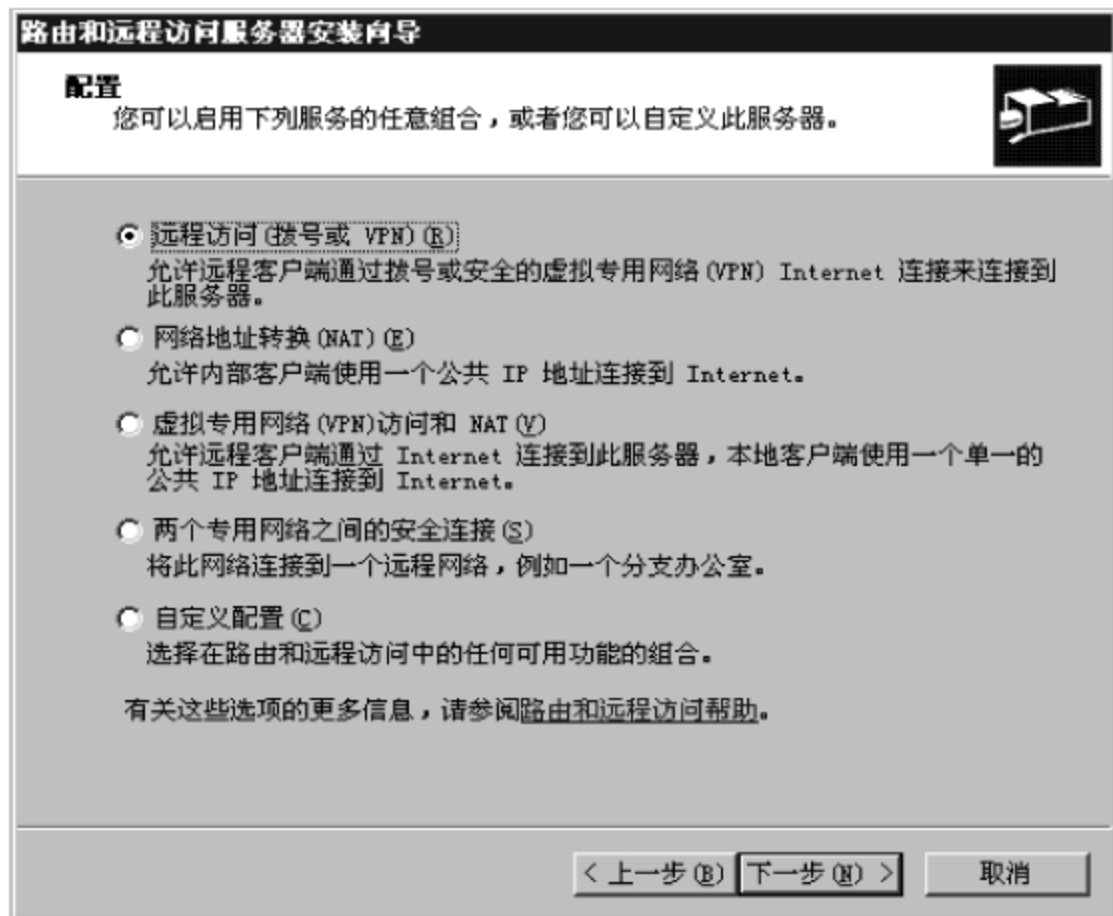 路由和远程访问服务器安装向导
配置
您可以启用下列服务的任意组合，或者您可以自定义此服务器。
远程访问(拨号或 VPN)(R)
允许远程客户端通过拨号或安全的虚拟专用网络(VPN) Internet 连接来连接到
此服务器。
网络地址转换(NAT)(E)
允许内部客户端使用一个公共 IP 地址连接到 Internet。
虚拟专用网络(VPN)访问和 NAT(V)
允许远程客户端通过 Internet 连接到此服务器，本地客户端使用一个单一的
公共 IP 地址连接到 Internet。
两个专用网络之间的安全连接(S)
将此网络连接到一个远程网络，例如一个分支办公室。
自定义配置(C)
选择在路由和远程访问中的任何可用功能的组合。
有关这些选项的更多信息，请参阅路由和远程访问帮助。
< 上一步(B) 下一步(N) > 取消